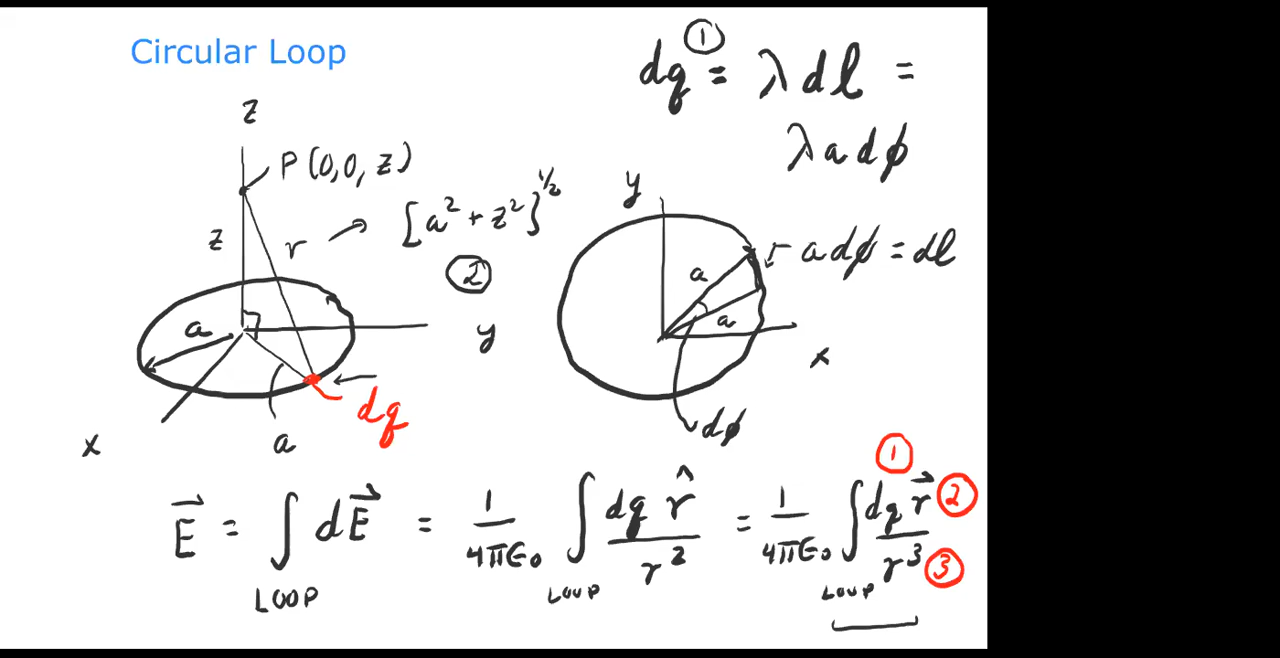 Circular Loop
dq ①= λ dl =
λ a dϕ
z
P (0,0,z)
z
r → [a² + z²]^½
②
a
y
x
a
dq
y
a dϕ = dl
a
a
x
dϕ
E⃗ = ∫ dE⃗ = 1/4πϵ₀ ∫ dq r̂/r² = 1/4πϵ₀ ∫ dq r⃗/r³
LOOP LOOP LOOP
① ② ③